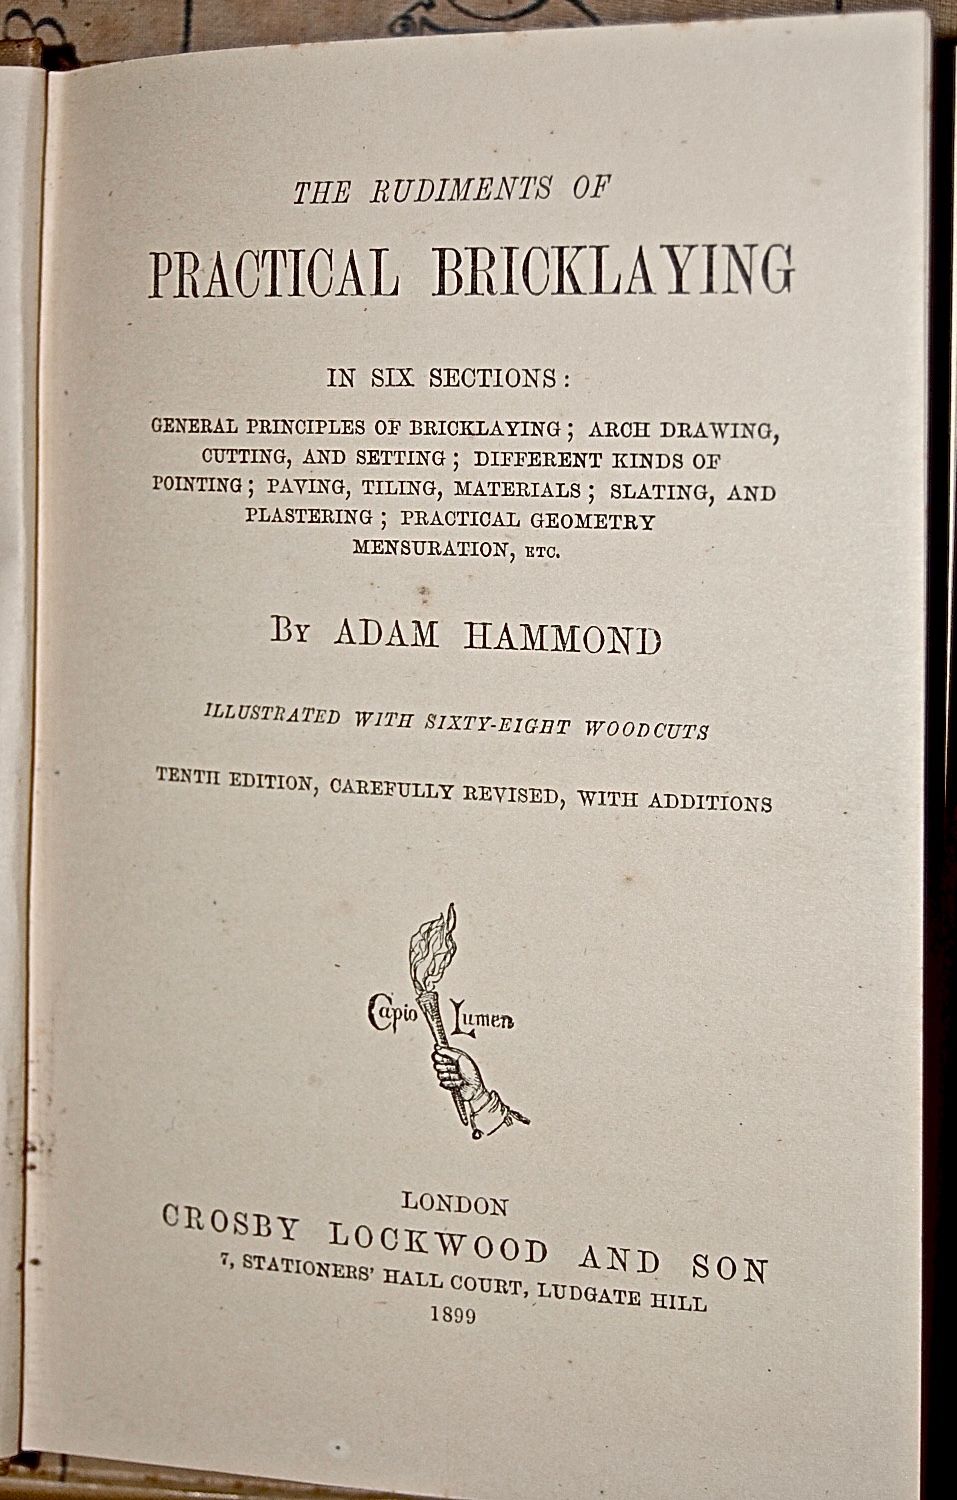 THE RUDIMENTS OF
PRACTICAL BRICKLAYING
IN SIX SECTIONS:
GENERAL PRINCIPLES OF BRICKLAYING; ARCH DRAWING,
CUTTING, AND SETTING; DIFFERENT KINDS OF
POINTING; PAVING, TILING, MATERIALS; SLATING, AND
PLASTERING; PRACTICAL GEOMETRY
MENSURATION, ETC.
BY ADAM HAMMOND
ILLUSTRATED WITH SIXTY-EIGHT WOODCUTS
TENTH EDITION, CAREFULLY REVISED, WITH ADDITIONS
Capio Lumen
LONDON
CROSBY LOCKWOOD AND SON
7, STATIONERS' HALL COURT, LUDGATE HILL
1899